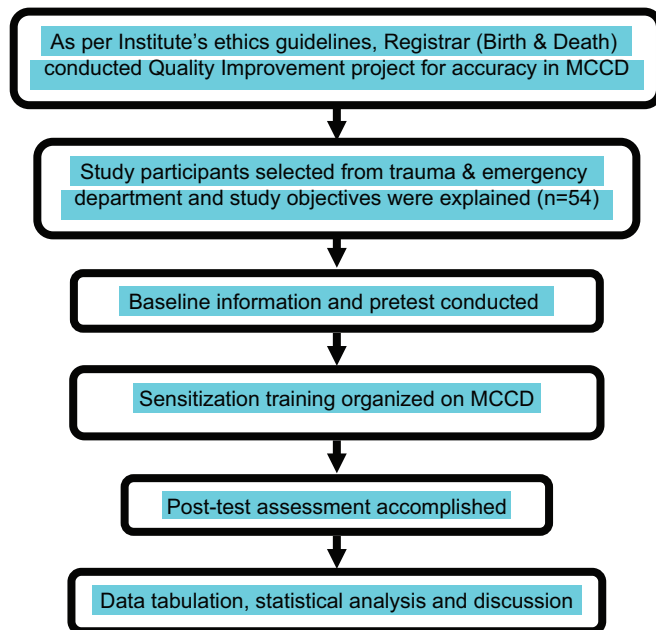 As per Institute’s ethics guidelines, Registrar (Birth & Death)
conducted Quality Improvement project for accuracy in MCCD
Study participants selected from trauma & emergency
department and study objectives were explained (n=54)
Baseline information and pretest conducted
Sensitization training organized on MCCD
Post-test assessment accomplished
Data tabulation, statistical analysis and discussion